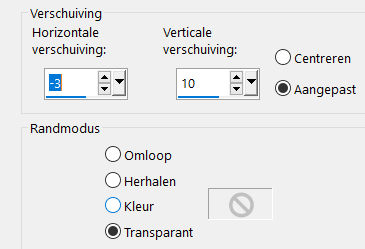 Verschuiving
Horizontale verschuiving:
Verticale verschuiving:
-3
10
Centreren
Aangepast
Randmodus
Omloop
Herhalen
Kleur
Transparant